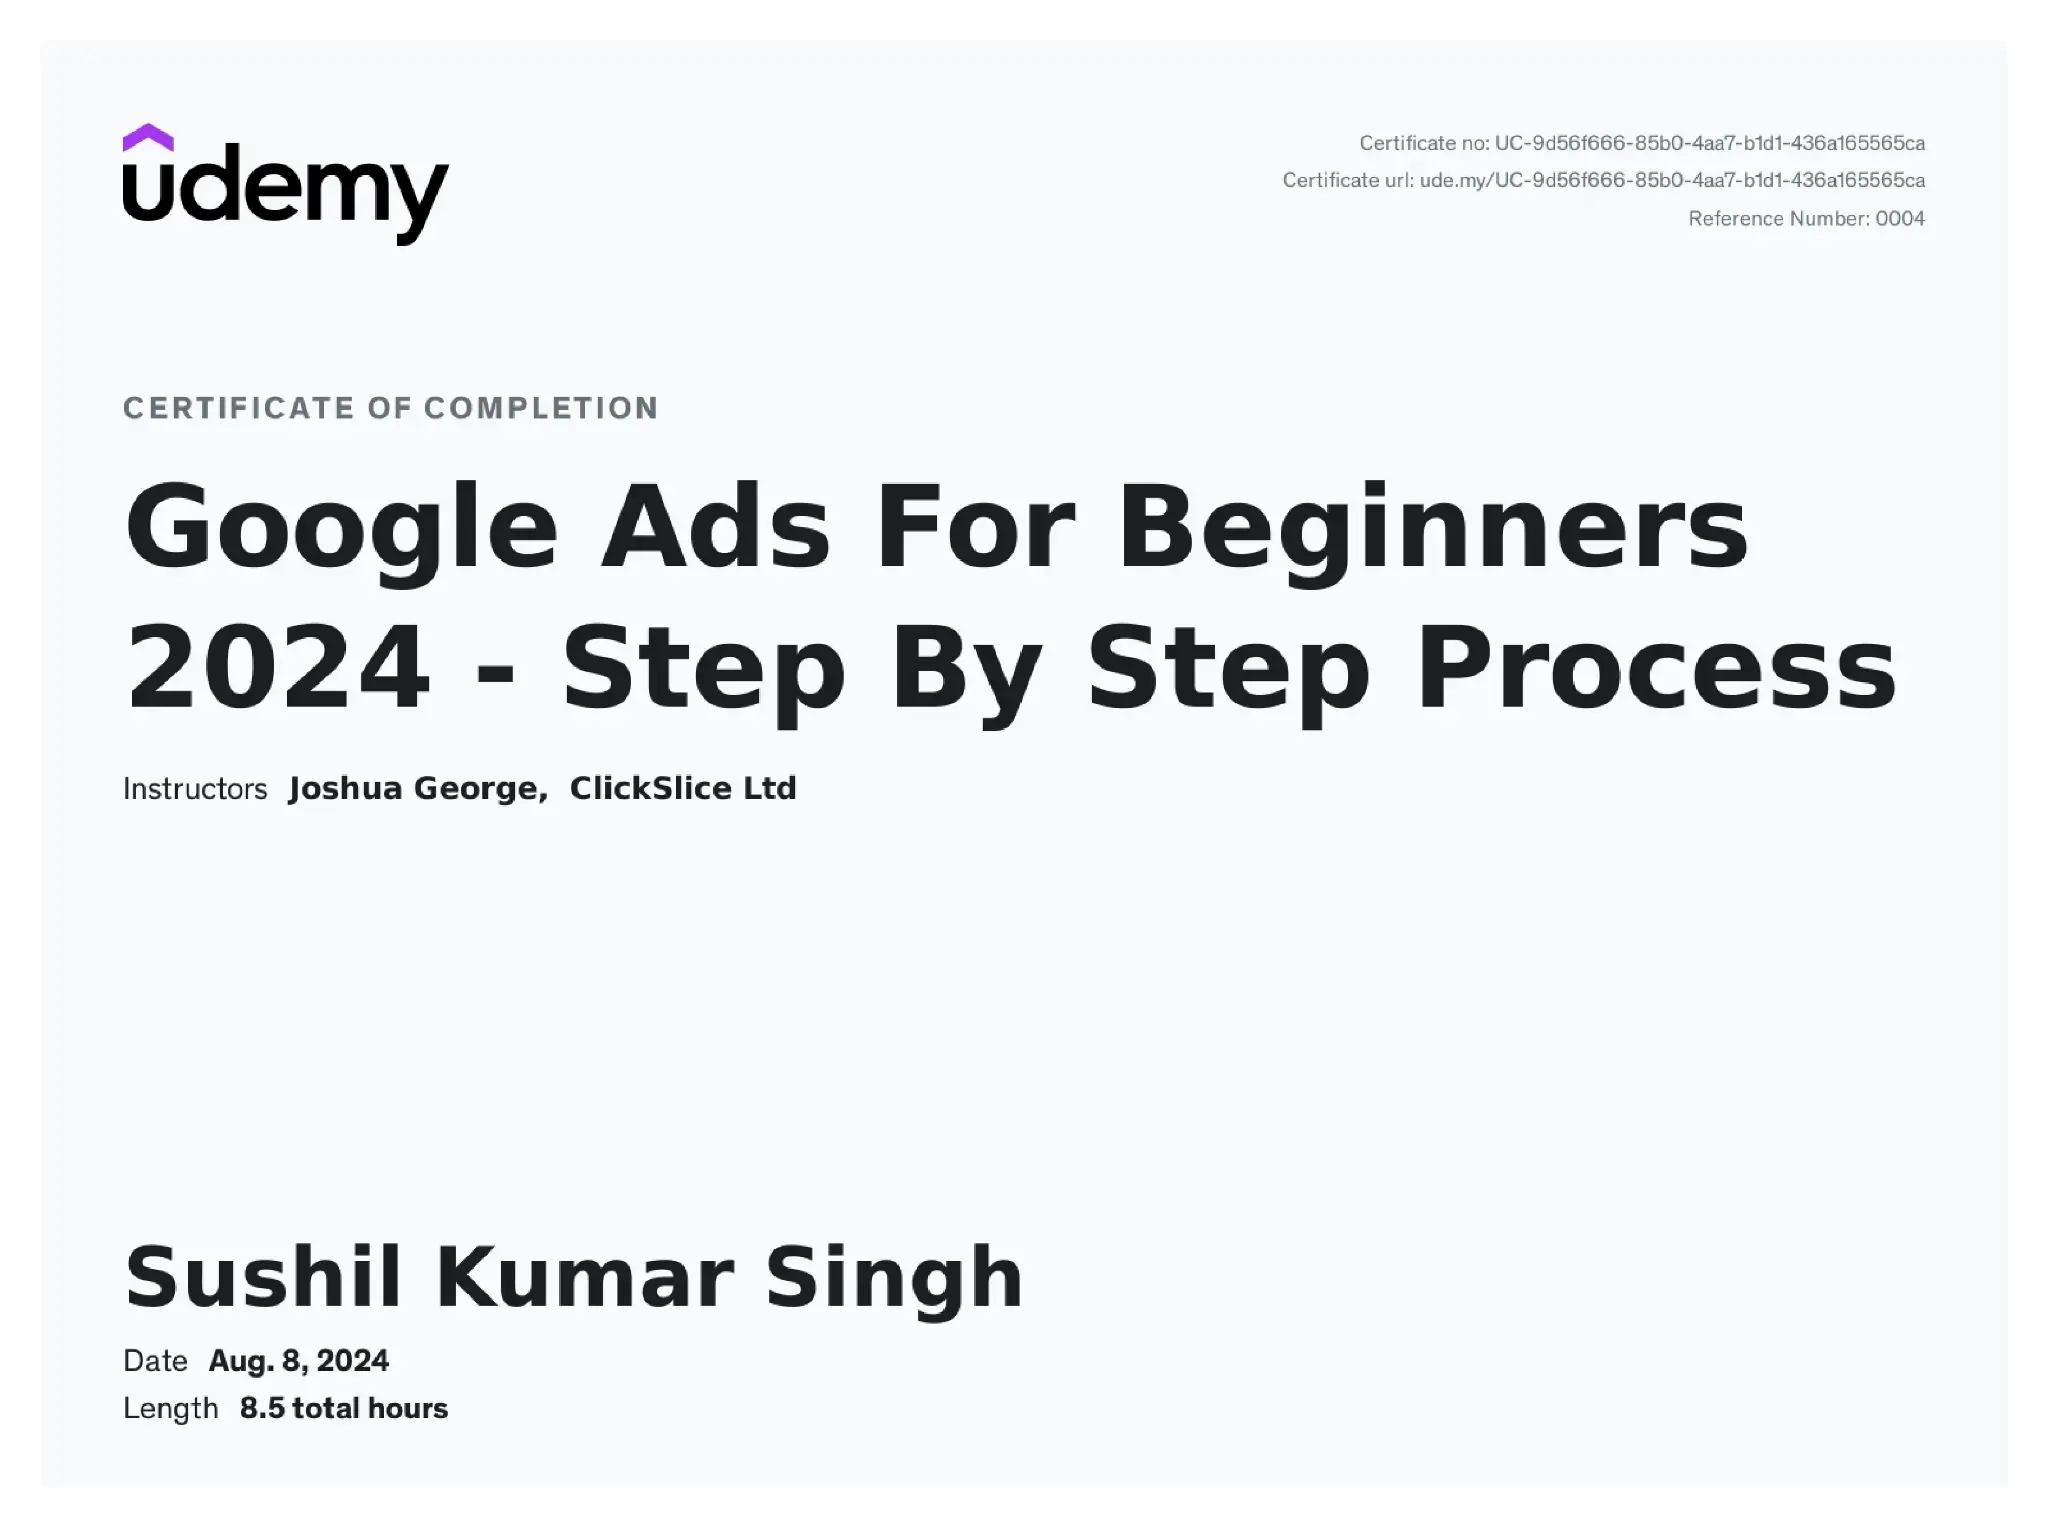 udemy
Certificate no: UC-9d56f666-85b0-4aa7-b1d1-436a165565ca
Certificate url: ude.my/UC-9d56f666-85b0-4aa7-b1d1-436a165565ca
Reference Number: 0004
CERTIFICATE OF COMPLETION
Google Ads For Beginners
2024 - Step By Step Process
Instructors Joshua George, ClickSlice Ltd
Sushil Kumar Singh
Date Aug. 8, 2024
Length 8.5 total hours